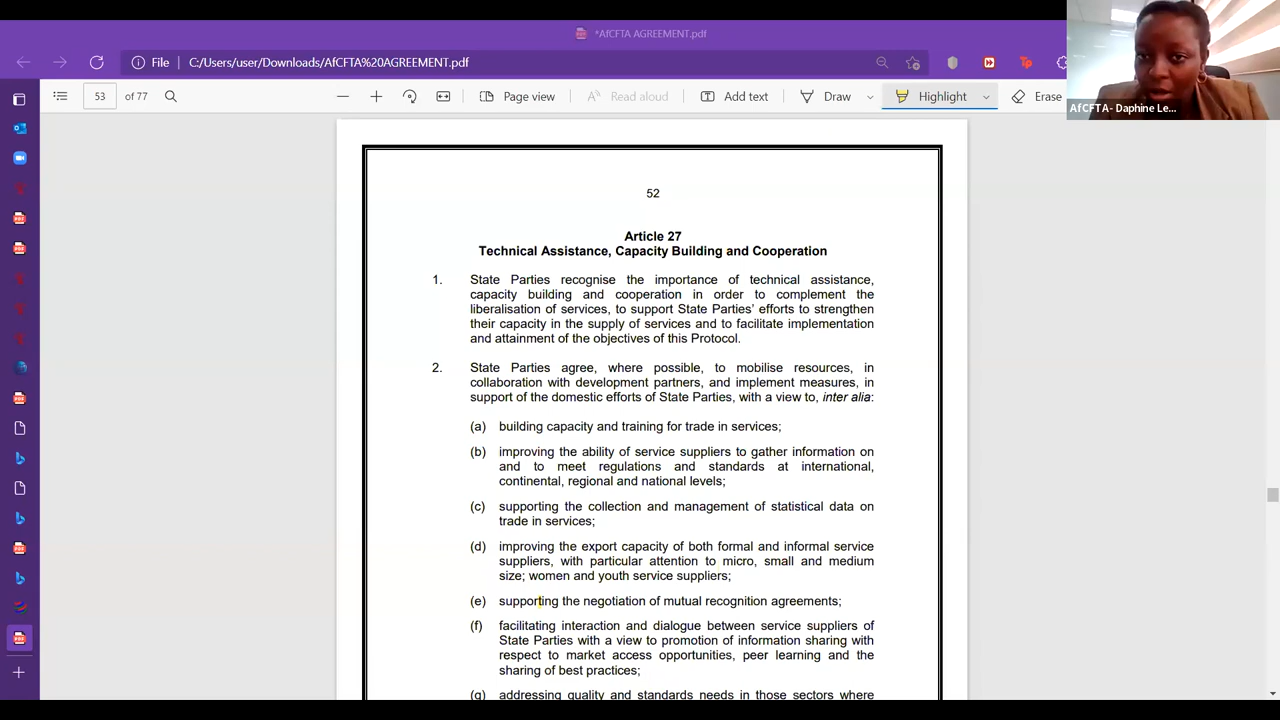 *AfCFTA AGREEMENT.pdf
File C:/Users/user/Downloads/AfCFTA%20AGREEMENT.pdf
53 of 77 Page view Read aloud Add text Draw Highlight Erase
AfCFTA- Daphine Le...
52
Article 27
Technical Assistance, Capacity Building and Cooperation
1. State Parties recognise the importance of technical assistance,
capacity building and cooperation in order to complement the
liberalisation of services, to support State Parties' efforts to strengthen
their capacity in the supply of services and to facilitate implementation
and attainment of the objectives of this Protocol.
2. State Parties agree, where possible, to mobilise resources, in
collaboration with development partners, and implement measures, in
support of the domestic efforts of State Parties, with a view to, inter alia:
(a) building capacity and training for trade in services;
(b) improving the ability of service suppliers to gather information on
and to meet regulations and standards at international,
continental, regional and national levels;
(c) supporting the collection and management of statistical data on
trade in services;
(d) improving the export capacity of both formal and informal service
suppliers, with particular attention to micro, small and medium
size; women and youth service suppliers;
(e) supporting the negotiation of mutual recognition agreements;
(f) facilitating interaction and dialogue between service suppliers of
State Parties with a view to promotion of information sharing with
respect to market access opportunities, peer learning and the
sharing of best practices;
(g) addressing quality and standards needs in those sectors where